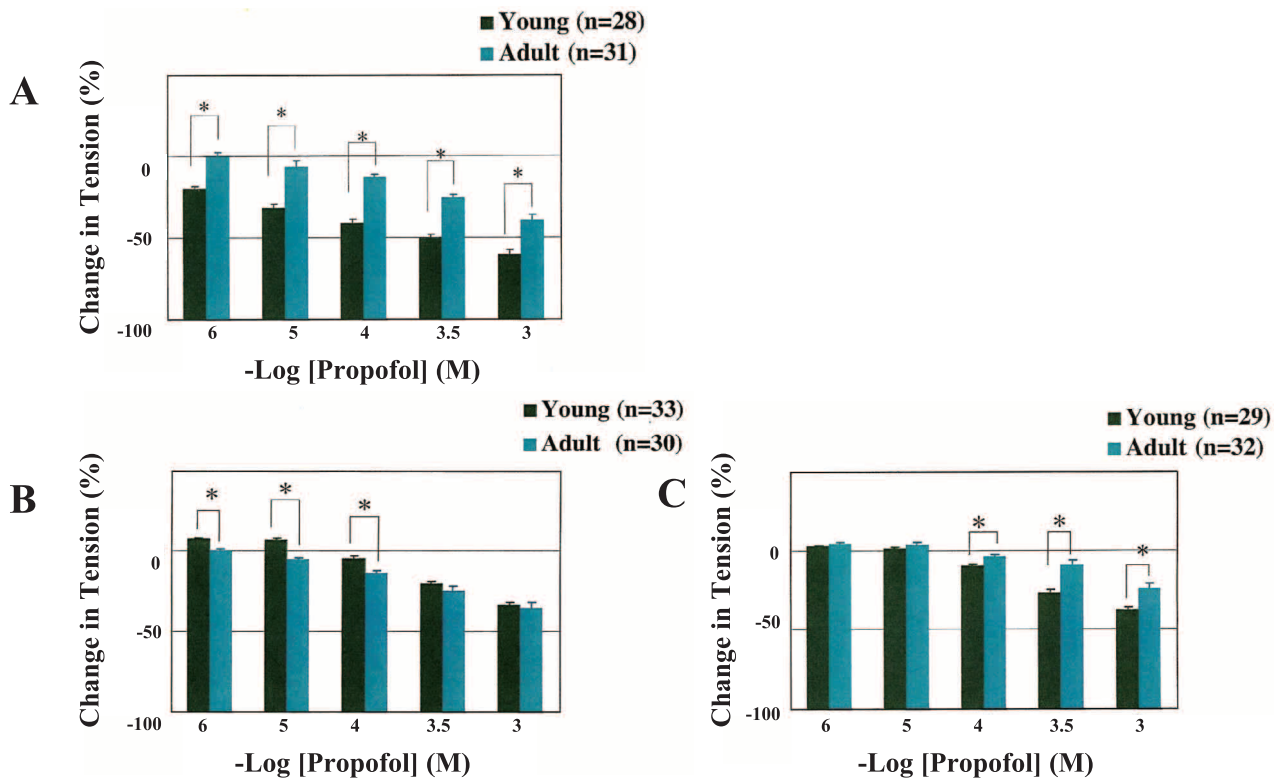 Young (n=28)
Adult (n=31)
A
Change in Tension (%)
*
*
*
*
*
0
-50
-100
6
5
4
3.5
3
-Log [Propofol] (M)
Young (n=33)
Adult (n=30)
B
Change in Tension (%)
*
*
*
0
-50
-100
6
5
4
3.5
3
-Log [Propofol] (M)
Young (n=29)
Adult (n=32)
C
Change in Tension (%)
*
*
*
0
-50
-100
6
5
4
3.5
3
-Log [Propofol] (M)